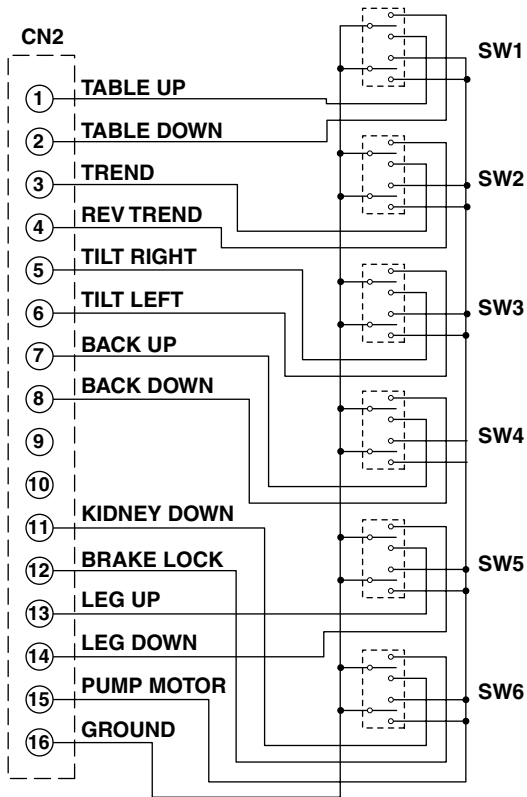 CN2
1 TABLE UP
2 TABLE DOWN
3 TREND
4 REV TREND
5 TILT RIGHT
6 TILT LEFT
7 BACK UP
8 BACK DOWN
9
10
11 KIDNEY DOWN
12 BRAKE LOCK
13 LEG UP
14 LEG DOWN
15 PUMP MOTOR
16 GROUND
SW1
SW2
SW3
SW4
SW5
SW6